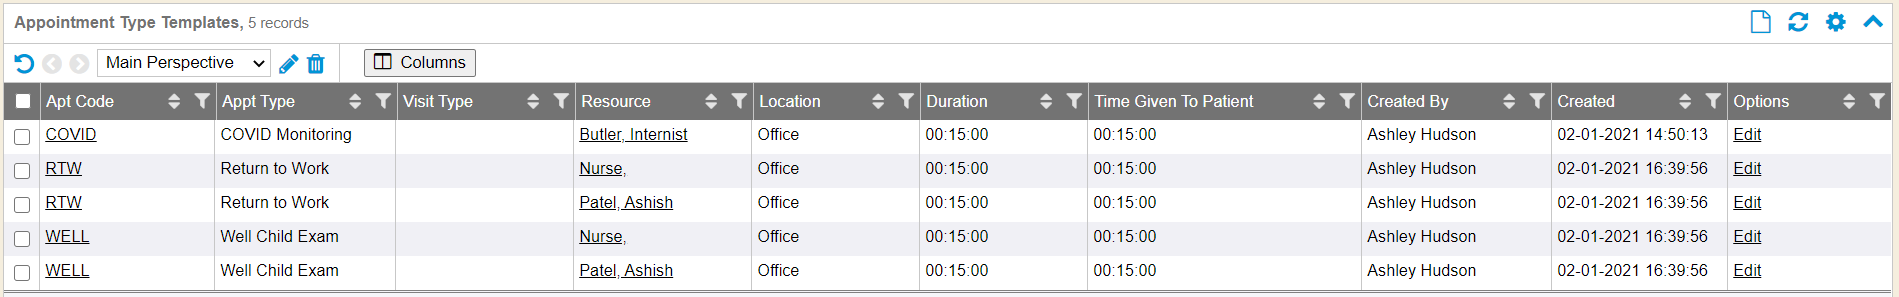 Appointment Type Templates, 5 records
Main Perspective Columns
Apt Code Appt Type Visit Type Resource Location Duration Time Given To Patient Created By Created Options
COVID COVID Monitoring Butler, Internist Office 00:15:00 00:15:00 Ashley Hudson 02-01-2021 14:50:13 Edit
RTW Return to Work Nurse, Office 00:15:00 00:15:00 Ashley Hudson 02-01-2021 16:39:56 Edit
RTW Return to Work Patel, Ashish Office 00:15:00 00:15:00 Ashley Hudson 02-01-2021 16:39:56 Edit
WELL Well Child Exam Nurse, Office 00:15:00 00:15:00 Ashley Hudson 02-01-2021 16:39:56 Edit
WELL Well Child Exam Patel, Ashish Office 00:15:00 00:15:00 Ashley Hudson 02-01-2021 16:39:56 Edit